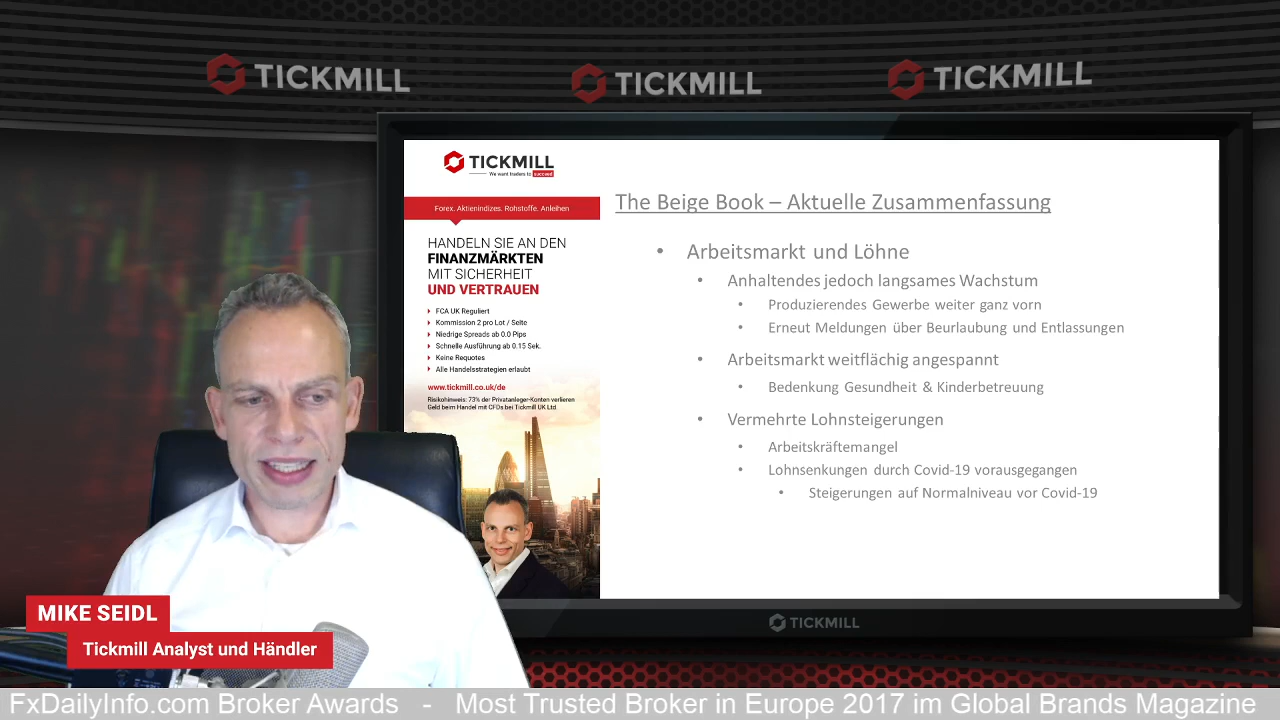 TICKMILL
TICKMILL
TICKMILL
TICKMILL
We want traders to succeed
Forex. Aktienindizes. Rohstoffe. Anleihen
HANDELN SIE AN DEN
FINANZMÄRKTEN
MIT SICHERHEIT
UND VERTRAUEN
FCA UK Reguliert
Kommission 2 pro Lot / Seite
Niedrige Spreads ab 0.0 Pips
Schnelle Ausführung ab 0.15 Sek.
Keine Requotes
Alle Handelsstrategien erlaubt
www.tickmill.co.uk/de
Risikohinweis: 73% der Privatanleger-Konten verlieren
Geld beim Handel mit CFDs bei Tickmill UK Ltd.
The Beige Book – Aktuelle Zusammenfassung
• Arbeitsmarkt und Löhne
• Anhaltendes jedoch langsames Wachstum
• Produzierendes Gewerbe weiter ganz vorn
• Erneut Meldungen über Beurlaubung und Entlassungen
• Arbeitsmarkt weitflächig angespannt
• Bedenkung Gesundheit & Kinderbetreuung
• Vermehrte Lohnsteigerungen
• Arbeitskräftemangel
• Lohnsenkungen durch Covid-19 vorausgegangen
• Steigerungen auf Normalniveau vor Covid-19
TICKMILL
MIKE SEIDL
Tickmill Analyst und Händler
FxDailyInfo.com Broker Awards - Most Trusted Broker in Europe 2017 im Global Brands Magazine